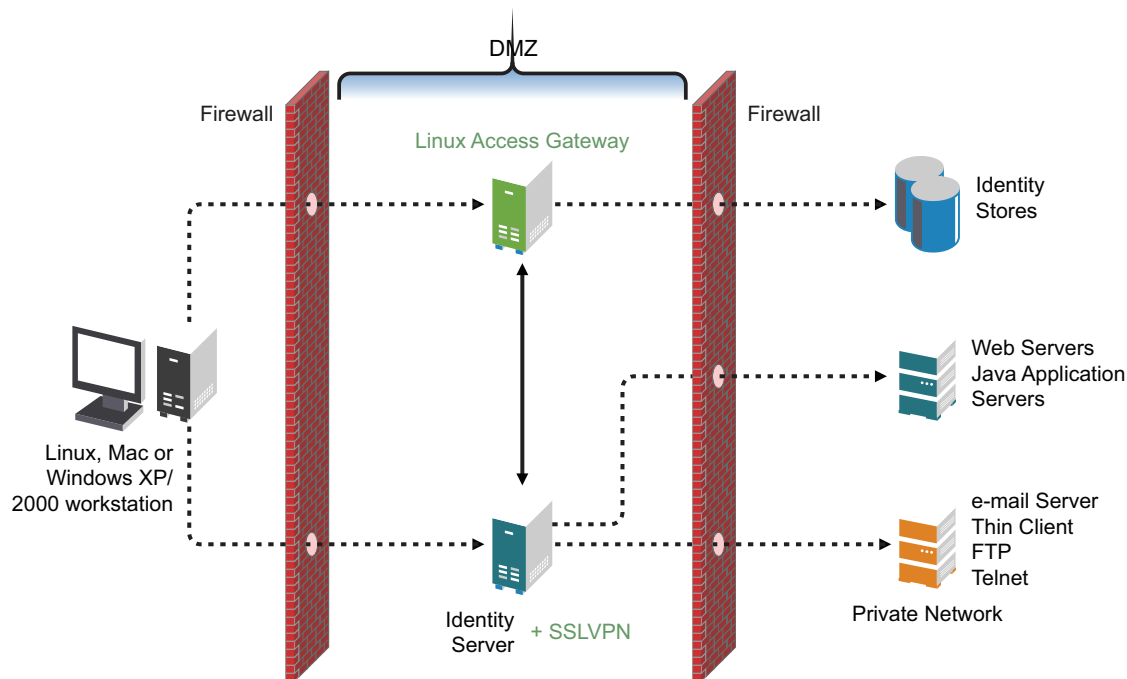 DMZ
Firewall
Firewall
Linux Access Gateway
Identity
Stores
Web Servers
Java Application
Servers
Linux, Mac or
Windows XP/
2000 workstation
e-mail Server
Thin Client
FTP
Telnet
Private Network
Identity
Server
+ SSLVPN